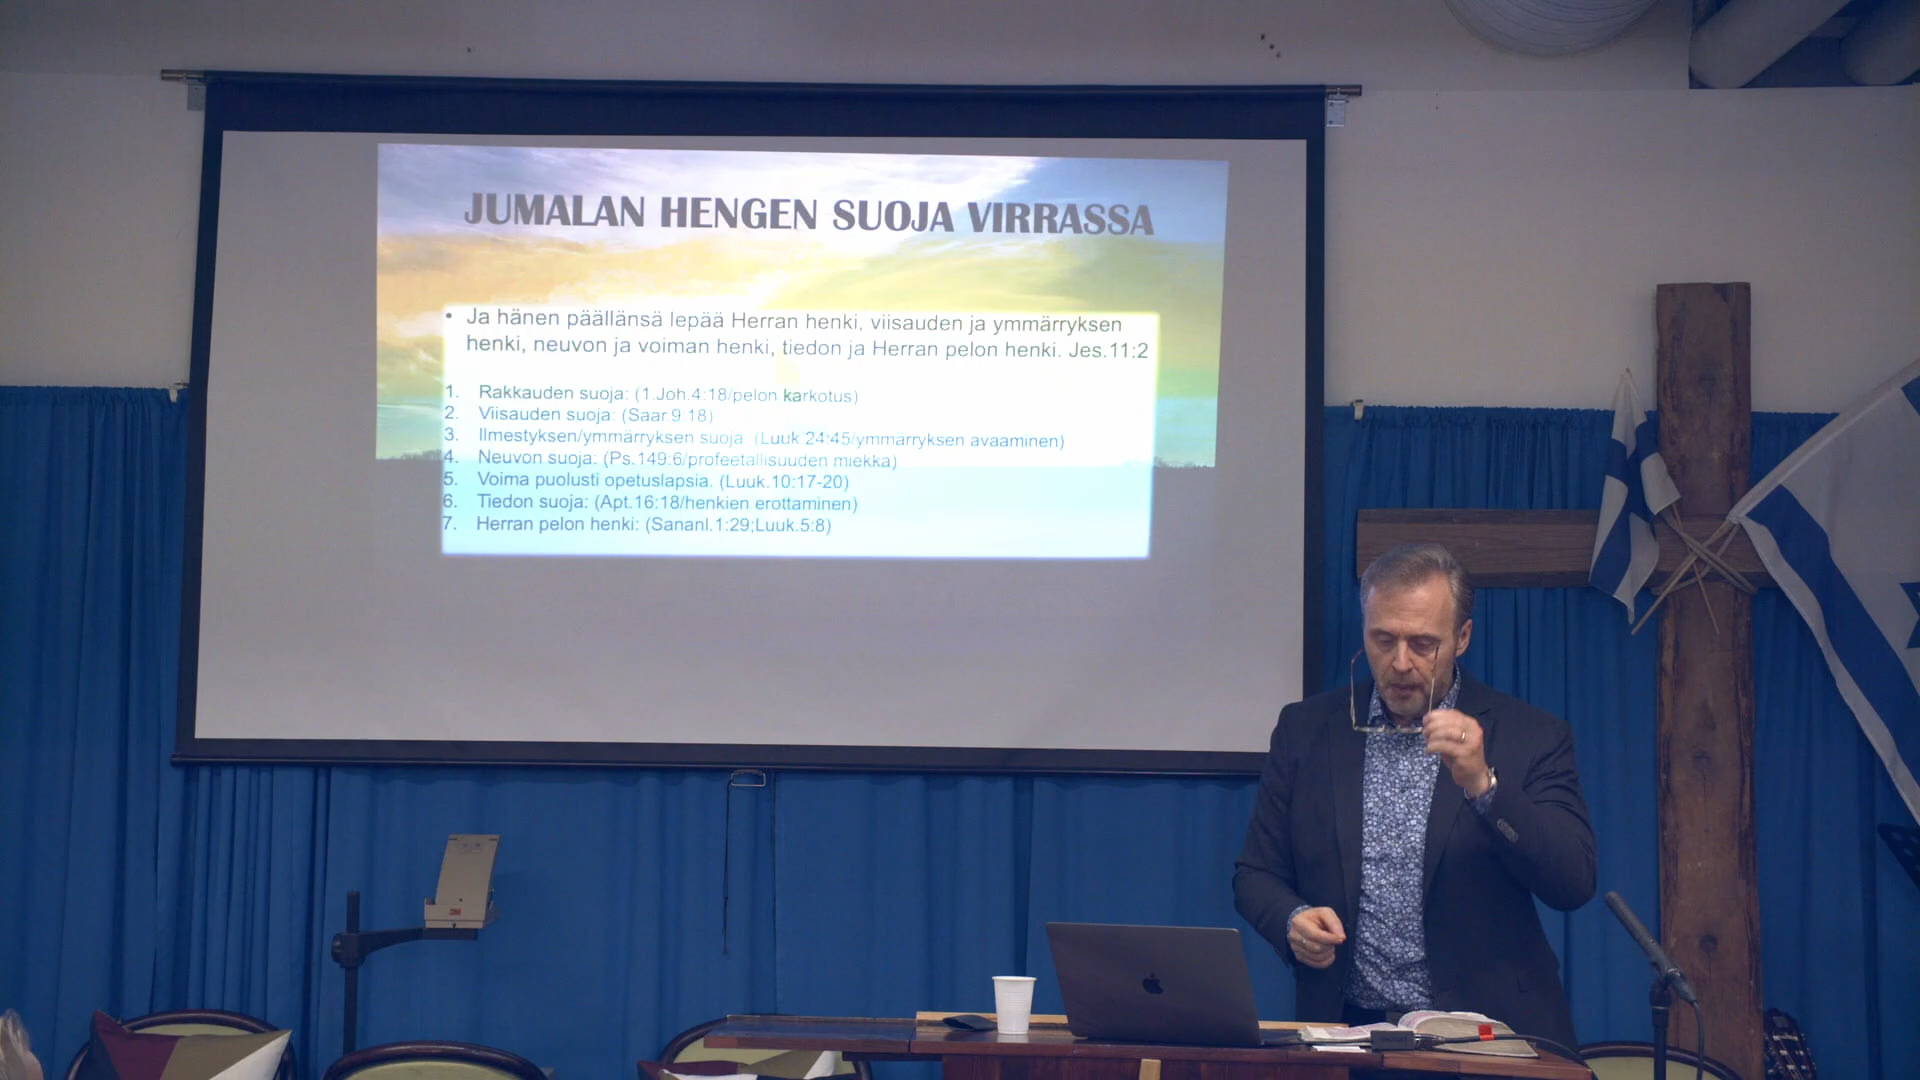 JUMALAN HENGEN SUOJA VIRRASSA
• Ja hänen päällänsä lepää Herran henki, viisauden ja ymmärryksen
henki, neuvon ja voiman henki, tiedon ja Herran pelon henki. Jes.11:2
1. Rakkauden suoja: (1.Joh.4:18/pelon karkotus)
2. Viisauden suoja: (Saar.9:18)
3. Ilmestyksen/ymmärryksen suoja: (Luuk.24:45/ymmärryksen avaaminen)
4. Neuvon suoja: (Ps.149:6/profeetallisuuden miekka)
5. Voima puolusti opetuslapsia. (Luuk.10:17-20)
6. Tiedon suoja: (Apt.16:18/henkien erottaminen)
7. Herran pelon henki: (Sananl.1:29;Luuk.5:8)
3M